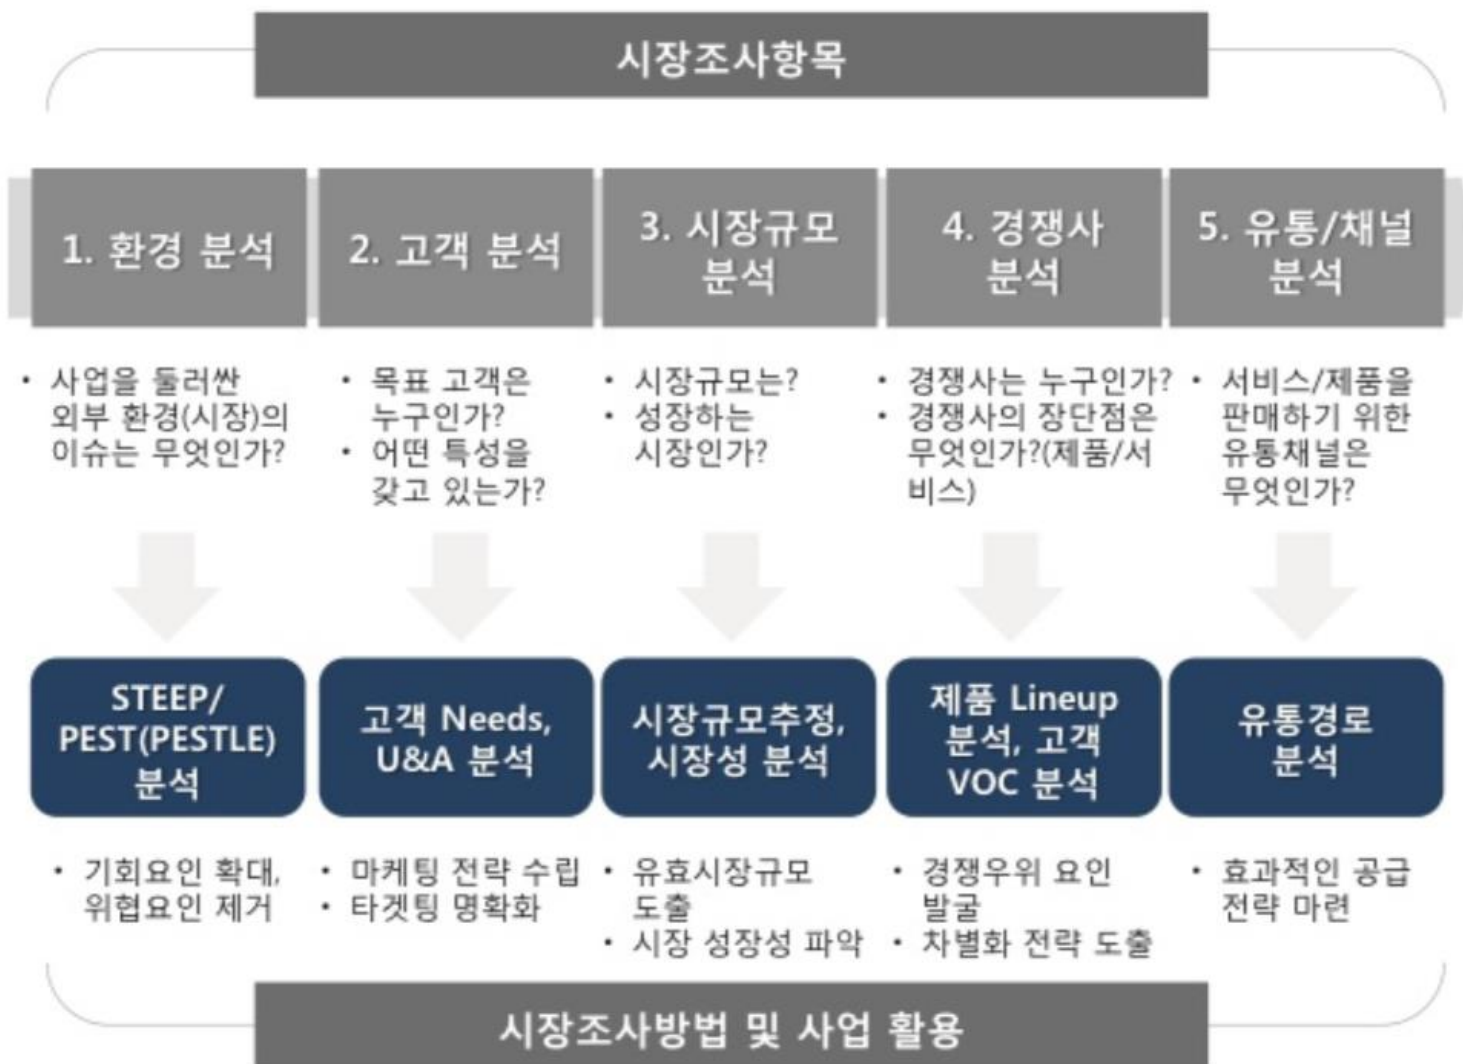 시장조사항목
1. 환경 분석
2. 고객 분석
3. 시장규모
분석
4. 경쟁사
분석
5. 유통/채널
분석
• 사업을 둘러싼
외부 환경(시장)의
이슈는 무엇인가?
• 목표 고객은
누구인가?
• 어떤 특성을
갖고 있는가?
• 시장규모는?
• 성장하는
시장인가?
• 경쟁사는 누구인가?
• 경쟁사의 장단점은
무엇인가?(제품/서
비스)
• 서비스/제품을
판매하기 위한
유통채널은
무엇인가?
STEEP/
PEST(PESTLE)
분석
고객 Needs,
U&A 분석
시장규모추정,
시장성 분석
제품 Lineup
분석, 고객
VOC 분석
유통경로
분석
• 기회요인 확대,
위협요인 제거
• 마케팅 전략 수립
• 타겟팅 명확화
• 유효시장규모
도출
• 시장 성장성 파악
• 경쟁우위 요인
발굴
• 차별화 전략 도출
• 효과적인 공급
전략 마련
시장조사방법 및 사업 활용